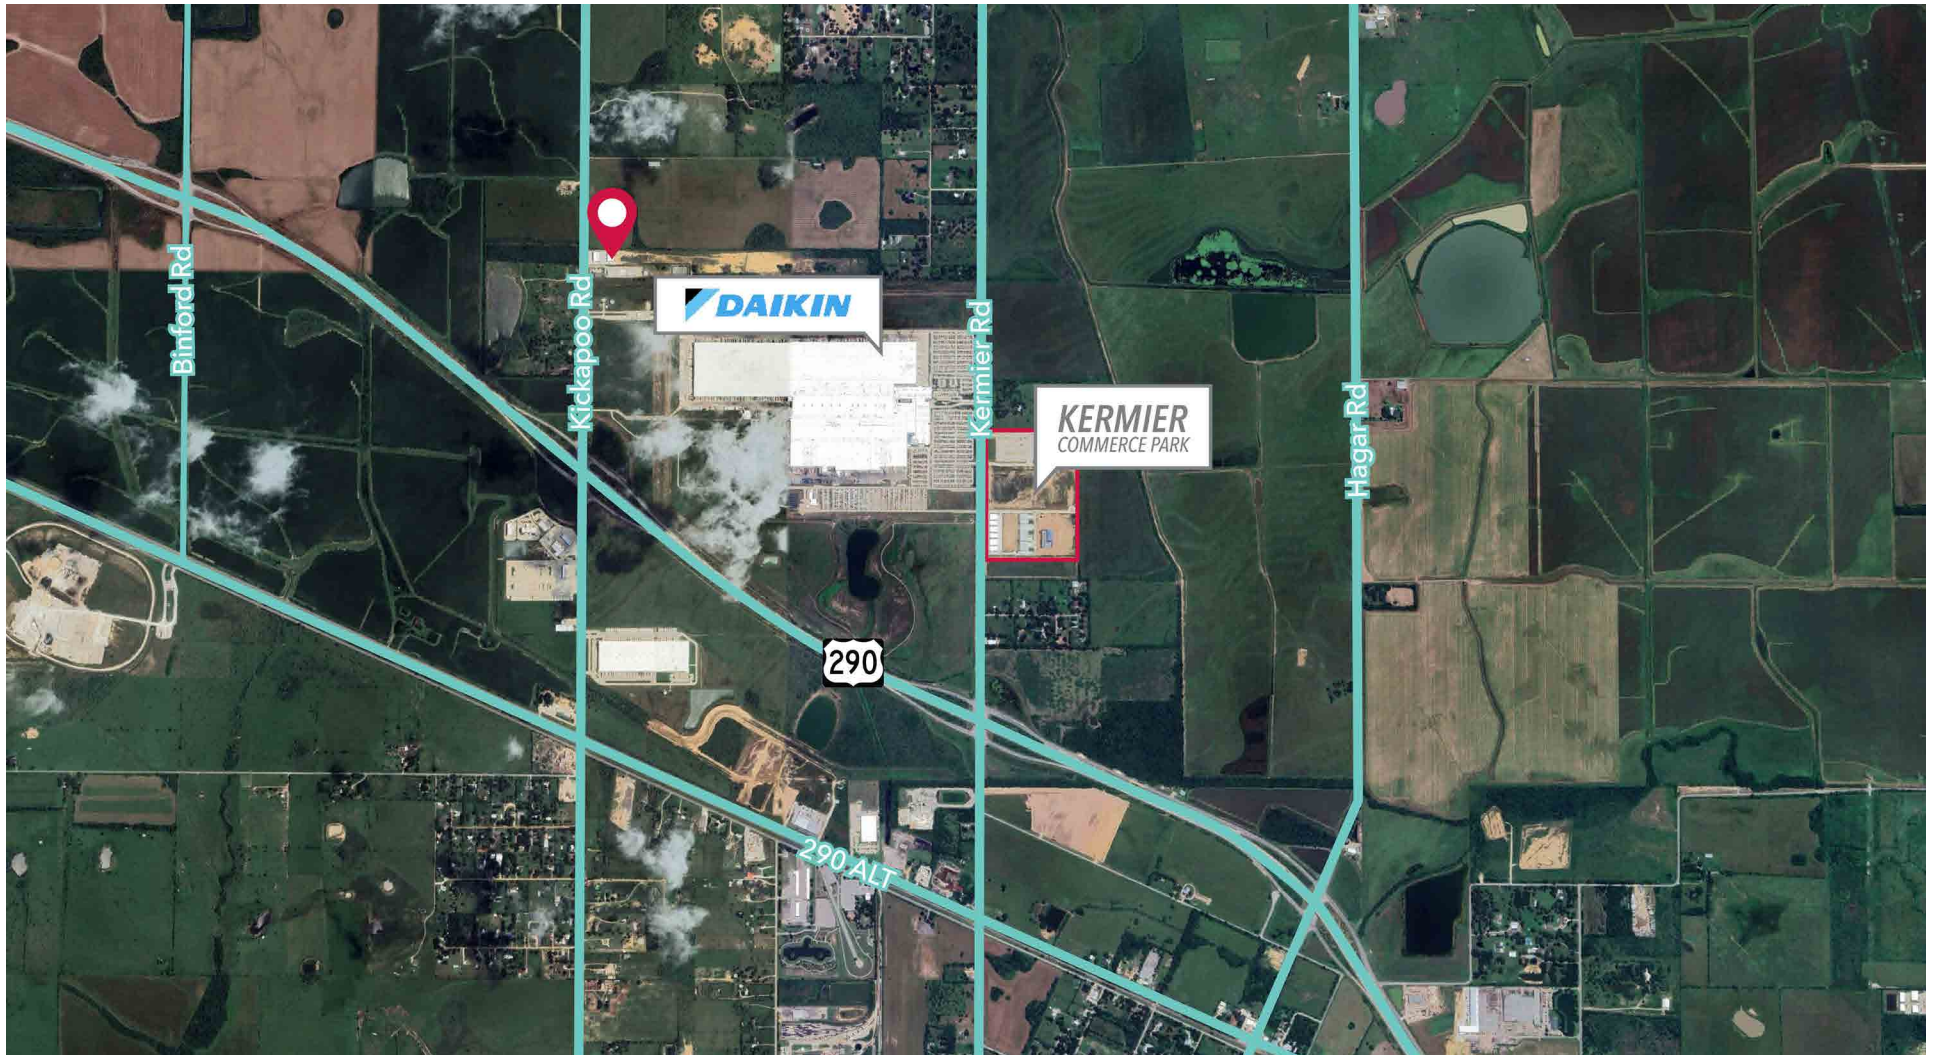 Binford Rd
Kickapoo Rd
DAIKIN
Kermier Rd
KERMIER
COMMERCE PARK
Hagar Rd
290
290 ALT